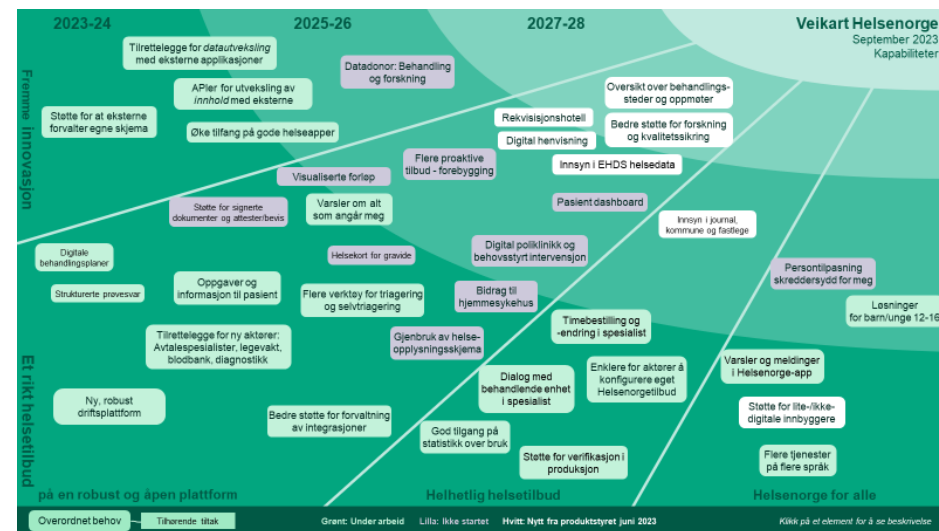 2023-24
2025-26
2027-28
Veikart Helsenorge
September 2023
Kapabiliteter
Fremme innovasjon
Tilrettelegge for datautveksling
med eksterne applikasjoner
Datadonor: Behandling
og forskning
APIer for utveksling av
innhold med eksterne
Oversikt over behandlings-
steder og oppmøter
Støtte for at eksterne
forvalter egne skjema
Øke tilfang på gode helseapper
Rekvisisjonshotell
Bedre støtte for forskning
og kvalitetssikring
Digital henvisning
Flere proaktive
tilbud - forebygging
Innsyn i EHDS helsedata
Visualiserte forløp
Støtte for signerte
dokumenter og attester/bevis
Varsler om alt
som angår meg
Pasient dashboard
Innsyn i journal,
kommune og fastlege
Digitale
behandlingsplaner
Helsekort for gravide
Digital poliklinikk og
behovsstyrt intervensjon
Persontilpasning
skreddersydd for meg
Strukturerte prøvesvar
Oppgaver og
informasjon til pasient
Flere verktøy for triagering
og selvtriagering
Bidrag til
hjemmesykehus
Løsninger
for barn/unge 12-16
Tilrettelegge for ny aktører:
Avtalespesialister, legevakt,
blodbank, diagnostikk
Gjenbruk av helse-
opplysningsskjema
Timebestilling og
-endring i spesialist
Et rikt helsetilbud
Dialog med
behandlende enhet
i spesialist
Enklere for aktører å
konfigurere eget
Helsenorgetilbud
Varsler og meldinger
i Helsenorge-app
Ny, robust
driftsplattform
Bedre støtte for forvaltning
av integrasjoner
God tilgang på
statistikk over bruk
Støtte for lite-/ikke-
digitale innbyggere
Støtte for verifikasjon i
produksjon
Flere tjenester
på flere språk
på en robust og åpen plattform
Helhetlig helsetilbud
Helsenorge for alle
Overordnet behov
Tilhørende tiltak
Grønt: Under arbeid
Lilla: Ikke startet
Hvitt: Nytt fra produktstyret juni 2023
Klikk på et element for å se beskrivelse